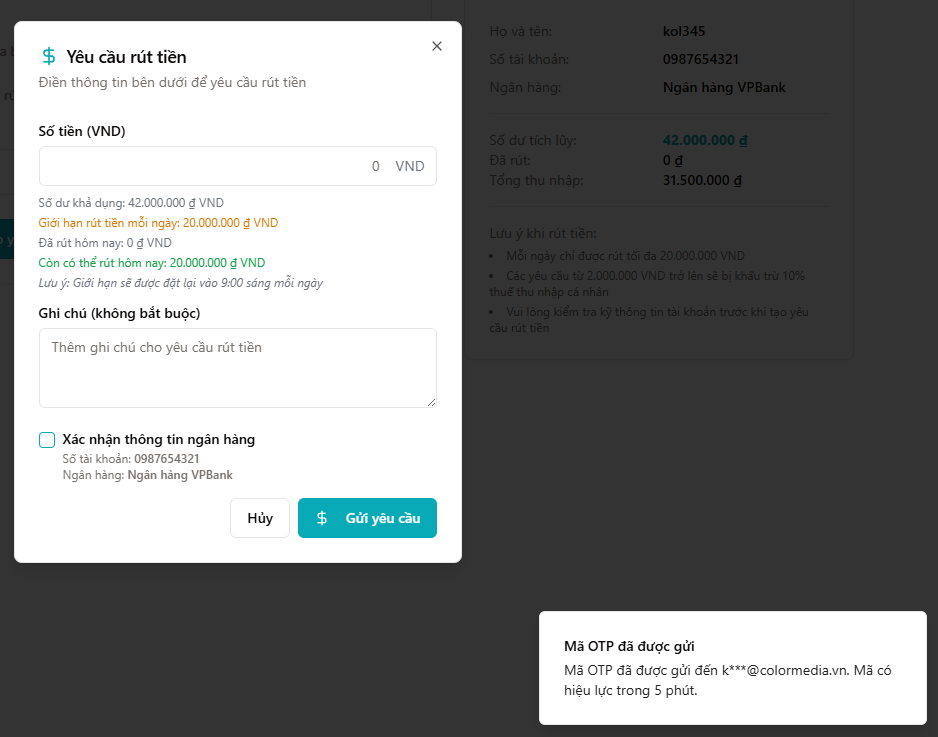 Yêu cầu rút tiền
Điền thông tin bên dưới để yêu cầu rút tiền
Số tiền (VND)
0 VND
Số dư khả dụng: 42.000.000 ₫ VND
Giới hạn rút tiền mỗi ngày: 20.000.000 ₫ VND
Đã rút hôm nay: 0 ₫ VND
Còn có thể rút hôm nay: 20.000.000 ₫ VND
Lưu ý: Giới hạn sẽ được đặt lại vào 9:00 sáng mỗi ngày
Ghi chú (không bắt buộc)
Thêm ghi chú cho yêu cầu rút tiền
Xác nhận thông tin ngân hàng
Số tài khoản: 0987654321
Ngân hàng: Ngân hàng VPBank
Hủy
$ Gửi yêu cầu
Họ và tên: kol345
Số tài khoản: 0987654321
Ngân hàng: Ngân hàng VPBank
Số dư tích lũy: 42.000.000 ₫
Đã rút: 0 ₫
Tổng thu nhập: 31.500.000 ₫
Lưu ý khi rút tiền:
• Mỗi ngày chỉ được rút tối đa 20.000.000 VND
• Các yêu cầu từ 2.000.000 VND trở lên sẽ bị khấu trừ 10%
thuế thu nhập cá nhân
• Vui lòng kiểm tra kỹ thông tin tài khoản trước khi tạo yêu
cầu rút tiền
Mã OTP đã được gửi
Mã OTP đã được gửi đến k***@colormedia.vn. Mã có
hiệu lực trong 5 phút.